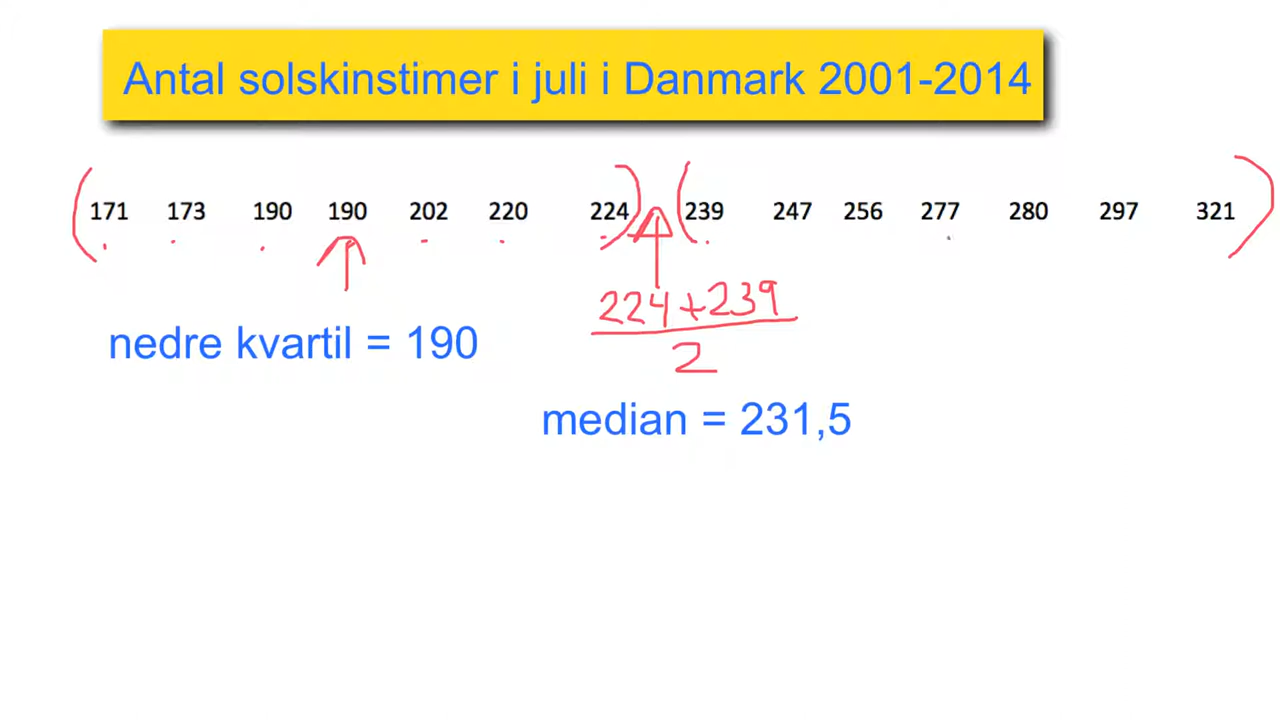 Antal solskinstimer i juli i Danmark 2001-2014
171 173 190 190 202 220 224 239 247 256 277 280 297 321
224+239
2
nedre kvartil = 190
median = 231,5